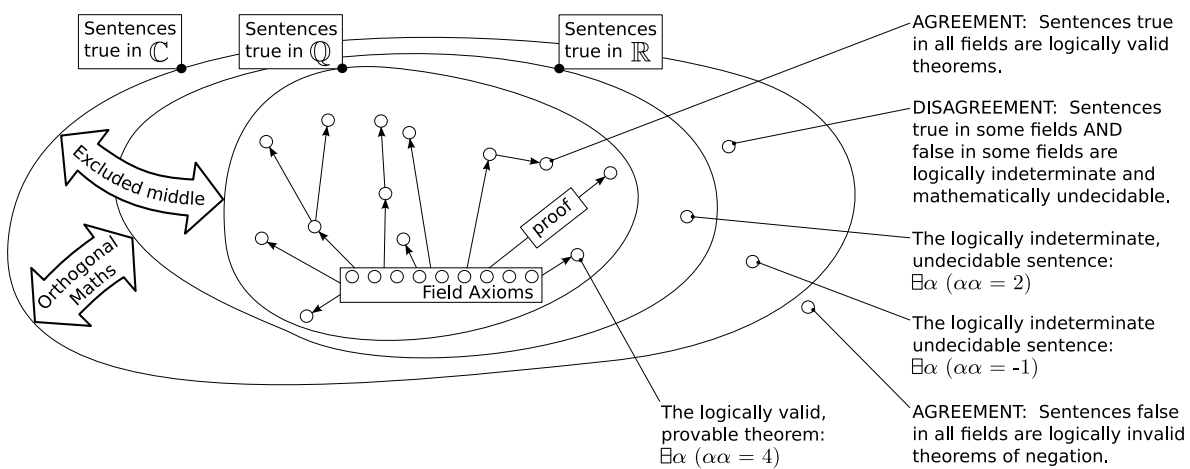 Sentences
true in ℂ
Sentences
true in ℚ
Sentences
true in ℝ
AGREEMENT: Sentences true
in all fields are logically valid
theorems.
DISAGREEMENT: Sentences
true in some fields AND
false in some fields are
logically indeterminate and
mathematically undecidable.
Excluded middle
Orthogonal
Maths
proof
Field Axioms
The logically indeterminate,
undecidable sentence:
∃α (αα = 2)
The logically indeterminate
undecidable sentence:
∃α (αα = -1)
The logically valid,
provable theorem:
∃α (αα = 4)
AGREEMENT: Sentences false
in all fields are logically invalid
theorems of negation.